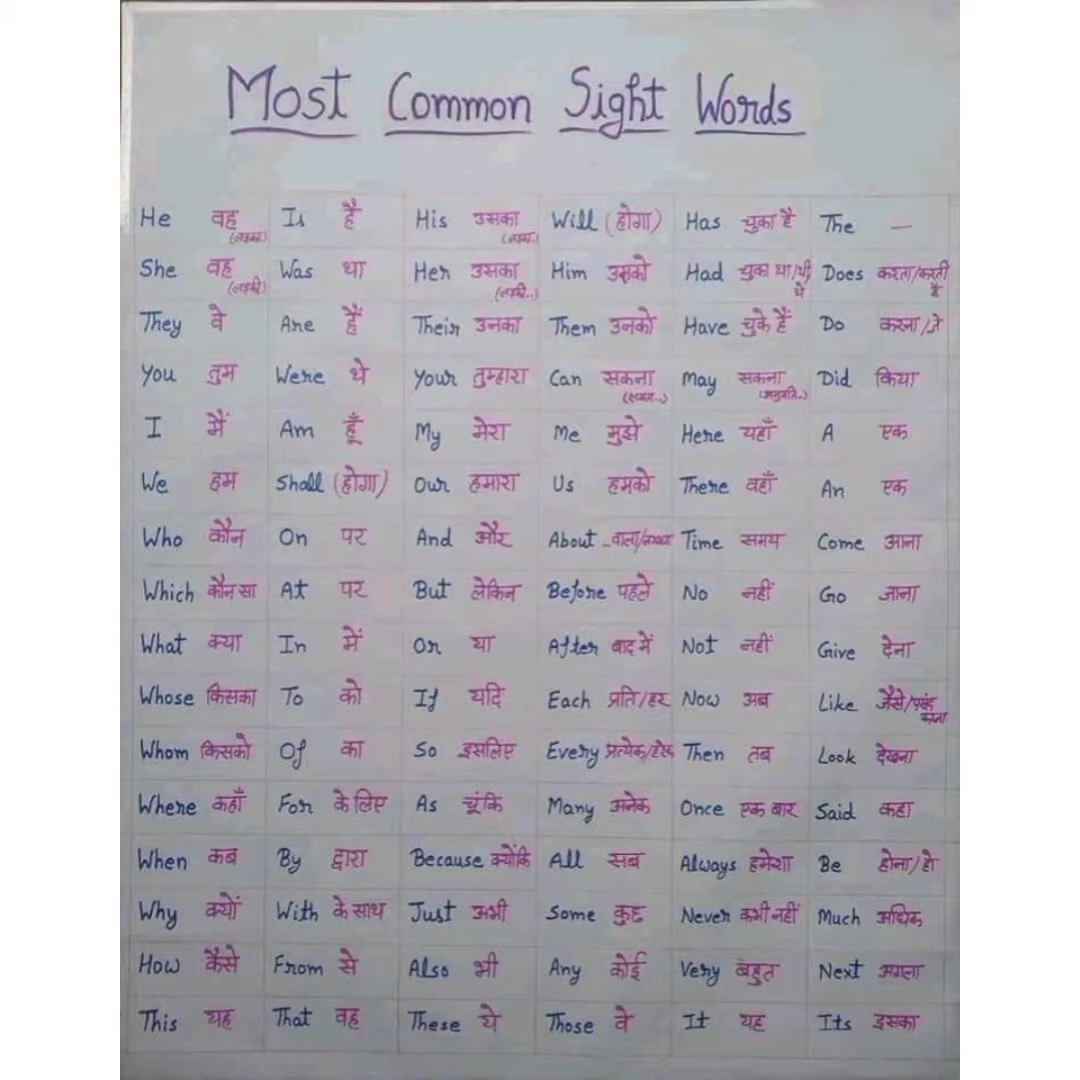 Most Common Sight Words
He वह (लड़का) Is है His उसका (लड़का..) Will (होगा) Has चुका है The —
She वह (लड़की) Was था Her उसका (लड़की..) Him उसको Had चुका था/थी थे Does करता/करती है
They वे Are हैं Their उनका Them उनको Have चुके हैं Do करना/ते
You तुम Were थे Your तुम्हारा Can सकना May सकना (अनुमति..) Did किया
I मैं Am हूँ My मेरा Me मुझे Here यहाँ A एक
We हम Shall (होगा) Our हमारा Us हमको There वहाँ An एक
Who कौन On पर And और About ..वाला/ Time समय Come आना
Which कौन सा At पर But लेकिन Before पहले No नहीं Go जाना
What क्या In में Or या After बाद में Not नहीं Give देना
Whose किसका To को If यदि Each प्रति/हर Now अब Like जैसे/पसंद करना
Whom किसको Of का So इसलिए Every प्रत्येक/हरेक Then तब Look देखना
Where कहाँ For के लिए As चूंकि Many अनेक Once एक बार Said कहा
When कब By द्वारा Because क्योंकि All सब Always हमेशा Be होना/हो
Why क्यों With के साथ Just अभी Some कुछ Never कभी नहीं Much अधिक
How कैसे From से Also भी Any कोई Very बहुत Next अगला
This यह That वह These ये Those वे It यह Its इसका